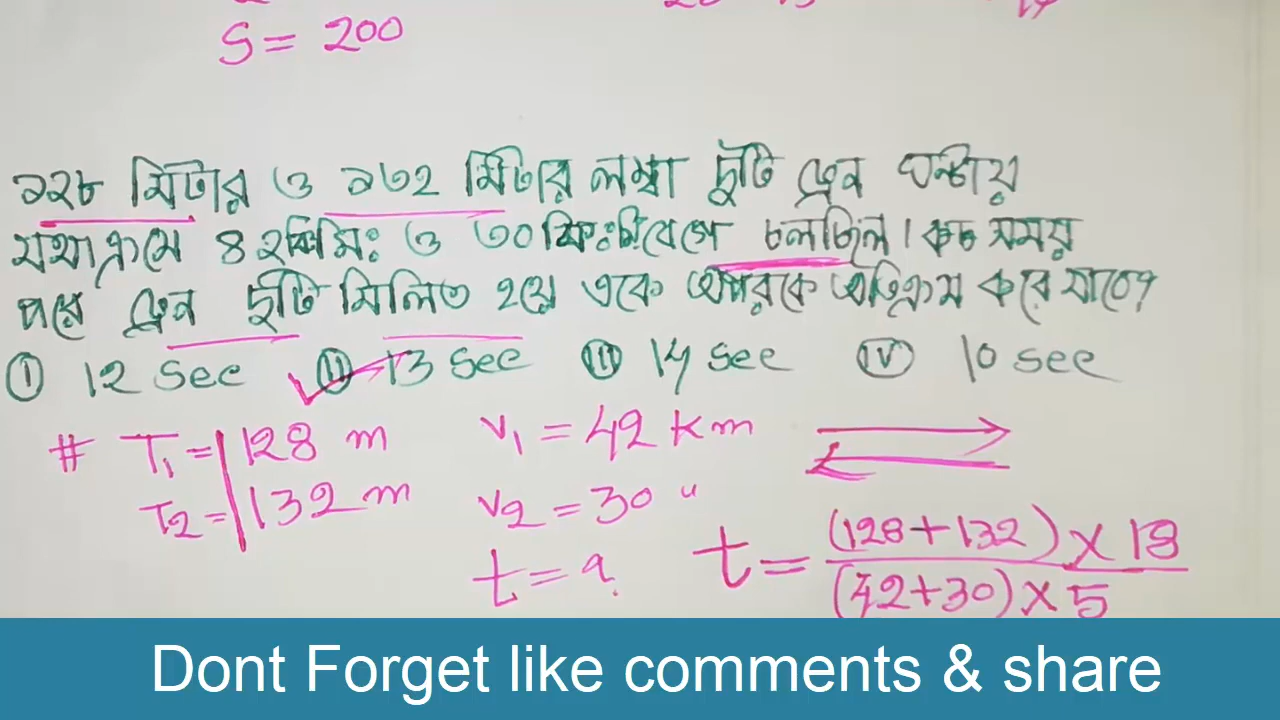 S = 200
১২৮ মিটার ও ১৩২ মিটার লম্বা দুটি ট্রেন ঘন্টায়
যথাক্রমে ৪২কিমিঃ ও ৩০কিঃমিঃবেগে চলছিল। কত সময়
পরে ট্রেন দুটি মিলিত হয়ে একে অপরকে অতিক্রম করে যাবে?
(I) 12 sec (II) 13 sec (III) 14 sec (IV) 10 sec
# T1 = 128 m V1 = 42 Km
T2 = 132 m V2 = 30 "
t = ? t = (128+132) × 18
(42+30) × 5
Dont Forget like comments & share